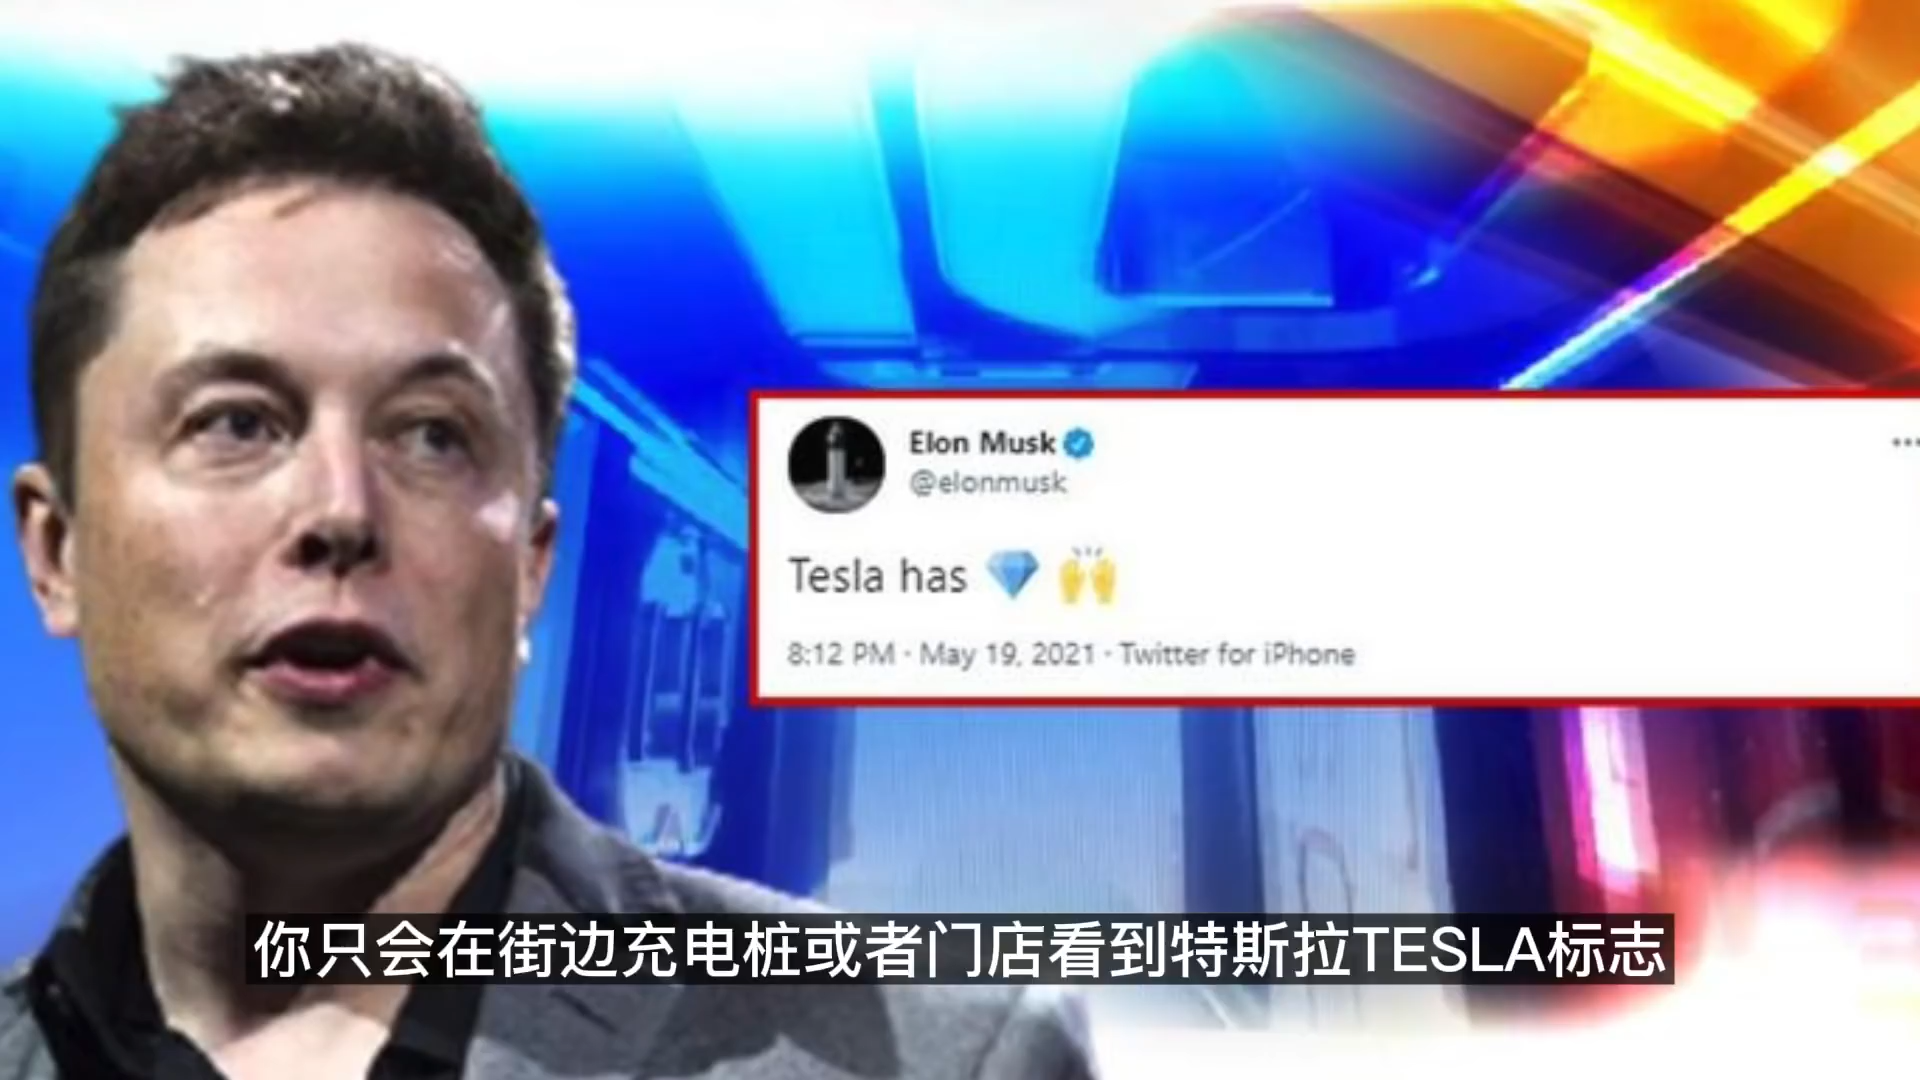 Elon Musk
@elonmusk
Tesla has 💎 🙌
8:12 PM · May 19, 2021 · Twitter for iPhone
你只会在街边充电桩或者门店看到特斯拉TESLA标志